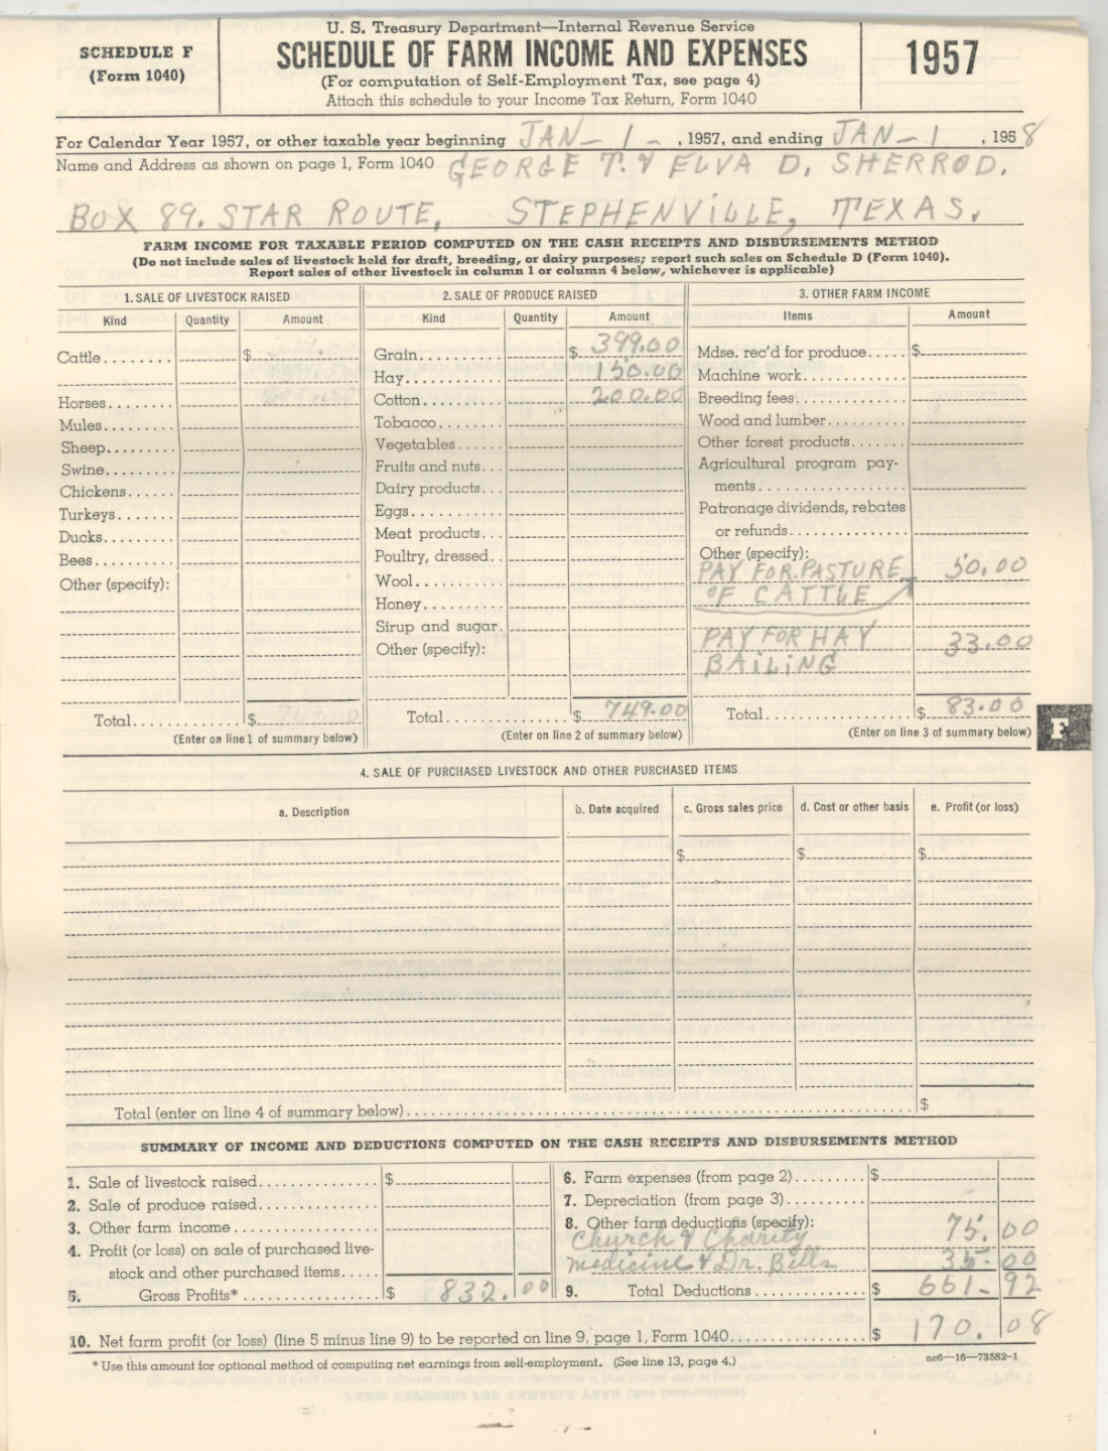 SCHEDULE F
(Form 1040)
U. S. Treasury Department—Internal Revenue Service
SCHEDULE OF FARM INCOME AND EXPENSES
(For computation of Self-Employment Tax, see page 4)
Attach this schedule to your Income Tax Return, Form 1040
1957
For Calendar Year 1957, or other taxable year beginning JAN - 1 - , 1957, and ending JAN - 1 , 1958
Name and Address as shown on page 1, Form 1040 GEORGE T. & ELVA D. SHERROD.
BOX 89. STAR ROUTE, STEPHENVILLE, TEXAS.
FARM INCOME FOR TAXABLE PERIOD COMPUTED ON THE CASH RECEIPTS AND DISBURSEMENTS METHOD
(Do not include sales of livestock held for draft, breeding, or dairy purposes; report such sales on Schedule D (Form 1040).
Report sales of other livestock in column 1 or column 4 below, whichever is applicable)
1. SALE OF LIVESTOCK RAISED
Kind Quantity Amount
Cattle $
Horses
Mules
Sheep
Swine
Chickens
Turkeys
Ducks
Bees
Other (specify):
Total $
(Enter on line 1 of summary below)
2. SALE OF PRODUCE RAISED
Kind Quantity Amount
Grain $ 399.00
Hay 150.00
Cotton 200.00
Tobacco
Vegetables
Fruits and nuts
Dairy products
Eggs
Meat products
Poultry, dressed
Wool
Honey
Sirup and sugar
Other (specify):
Total $ 749.00
(Enter on line 2 of summary below)
3. OTHER FARM INCOME
Items Amount
Mdse. rec'd for produce $
Machine work
Breeding fees
Wood and lumber
Other forest products
Agricultural program pay-
ments
Patronage dividends, rebates
or refunds
Other (specify):
PAY FOR PASTURE 50.00
OF CATTLE
PAY FOR HAY 33.00
BAILING
Total $ 83.00
(Enter on line 3 of summary below)
F
4. SALE OF PURCHASED LIVESTOCK AND OTHER PURCHASED ITEMS
a. Description b. Date acquired c. Gross sales price d. Cost or other basis e. Profit (or loss)
$ $ $
Total (enter on line 4 of summary below) $
SUMMARY OF INCOME AND DEDUCTIONS COMPUTED ON THE CASH RECEIPTS AND DISBURSEMENTS METHOD
1. Sale of livestock raised $
2. Sale of produce raised
3. Other farm income
4. Profit (or loss) on sale of purchased live-
stock and other purchased items
5. Gross Profits* $ 832.00
6. Farm expenses (from page 2) $
7. Depreciation (from page 3)
8. Other farm deductions (specify): 75.00
Church & Charity
Medicine & Dr. Bills 35.00
9. Total Deductions $ 661.92
10. Net farm profit (or loss) (line 5 minus line 9) to be reported on line 9, page 1, Form 1040 $ 170.08
* Use this amount for optional method of computing net earnings from self-employment. (See line 13, page 4.)
16—73582-1